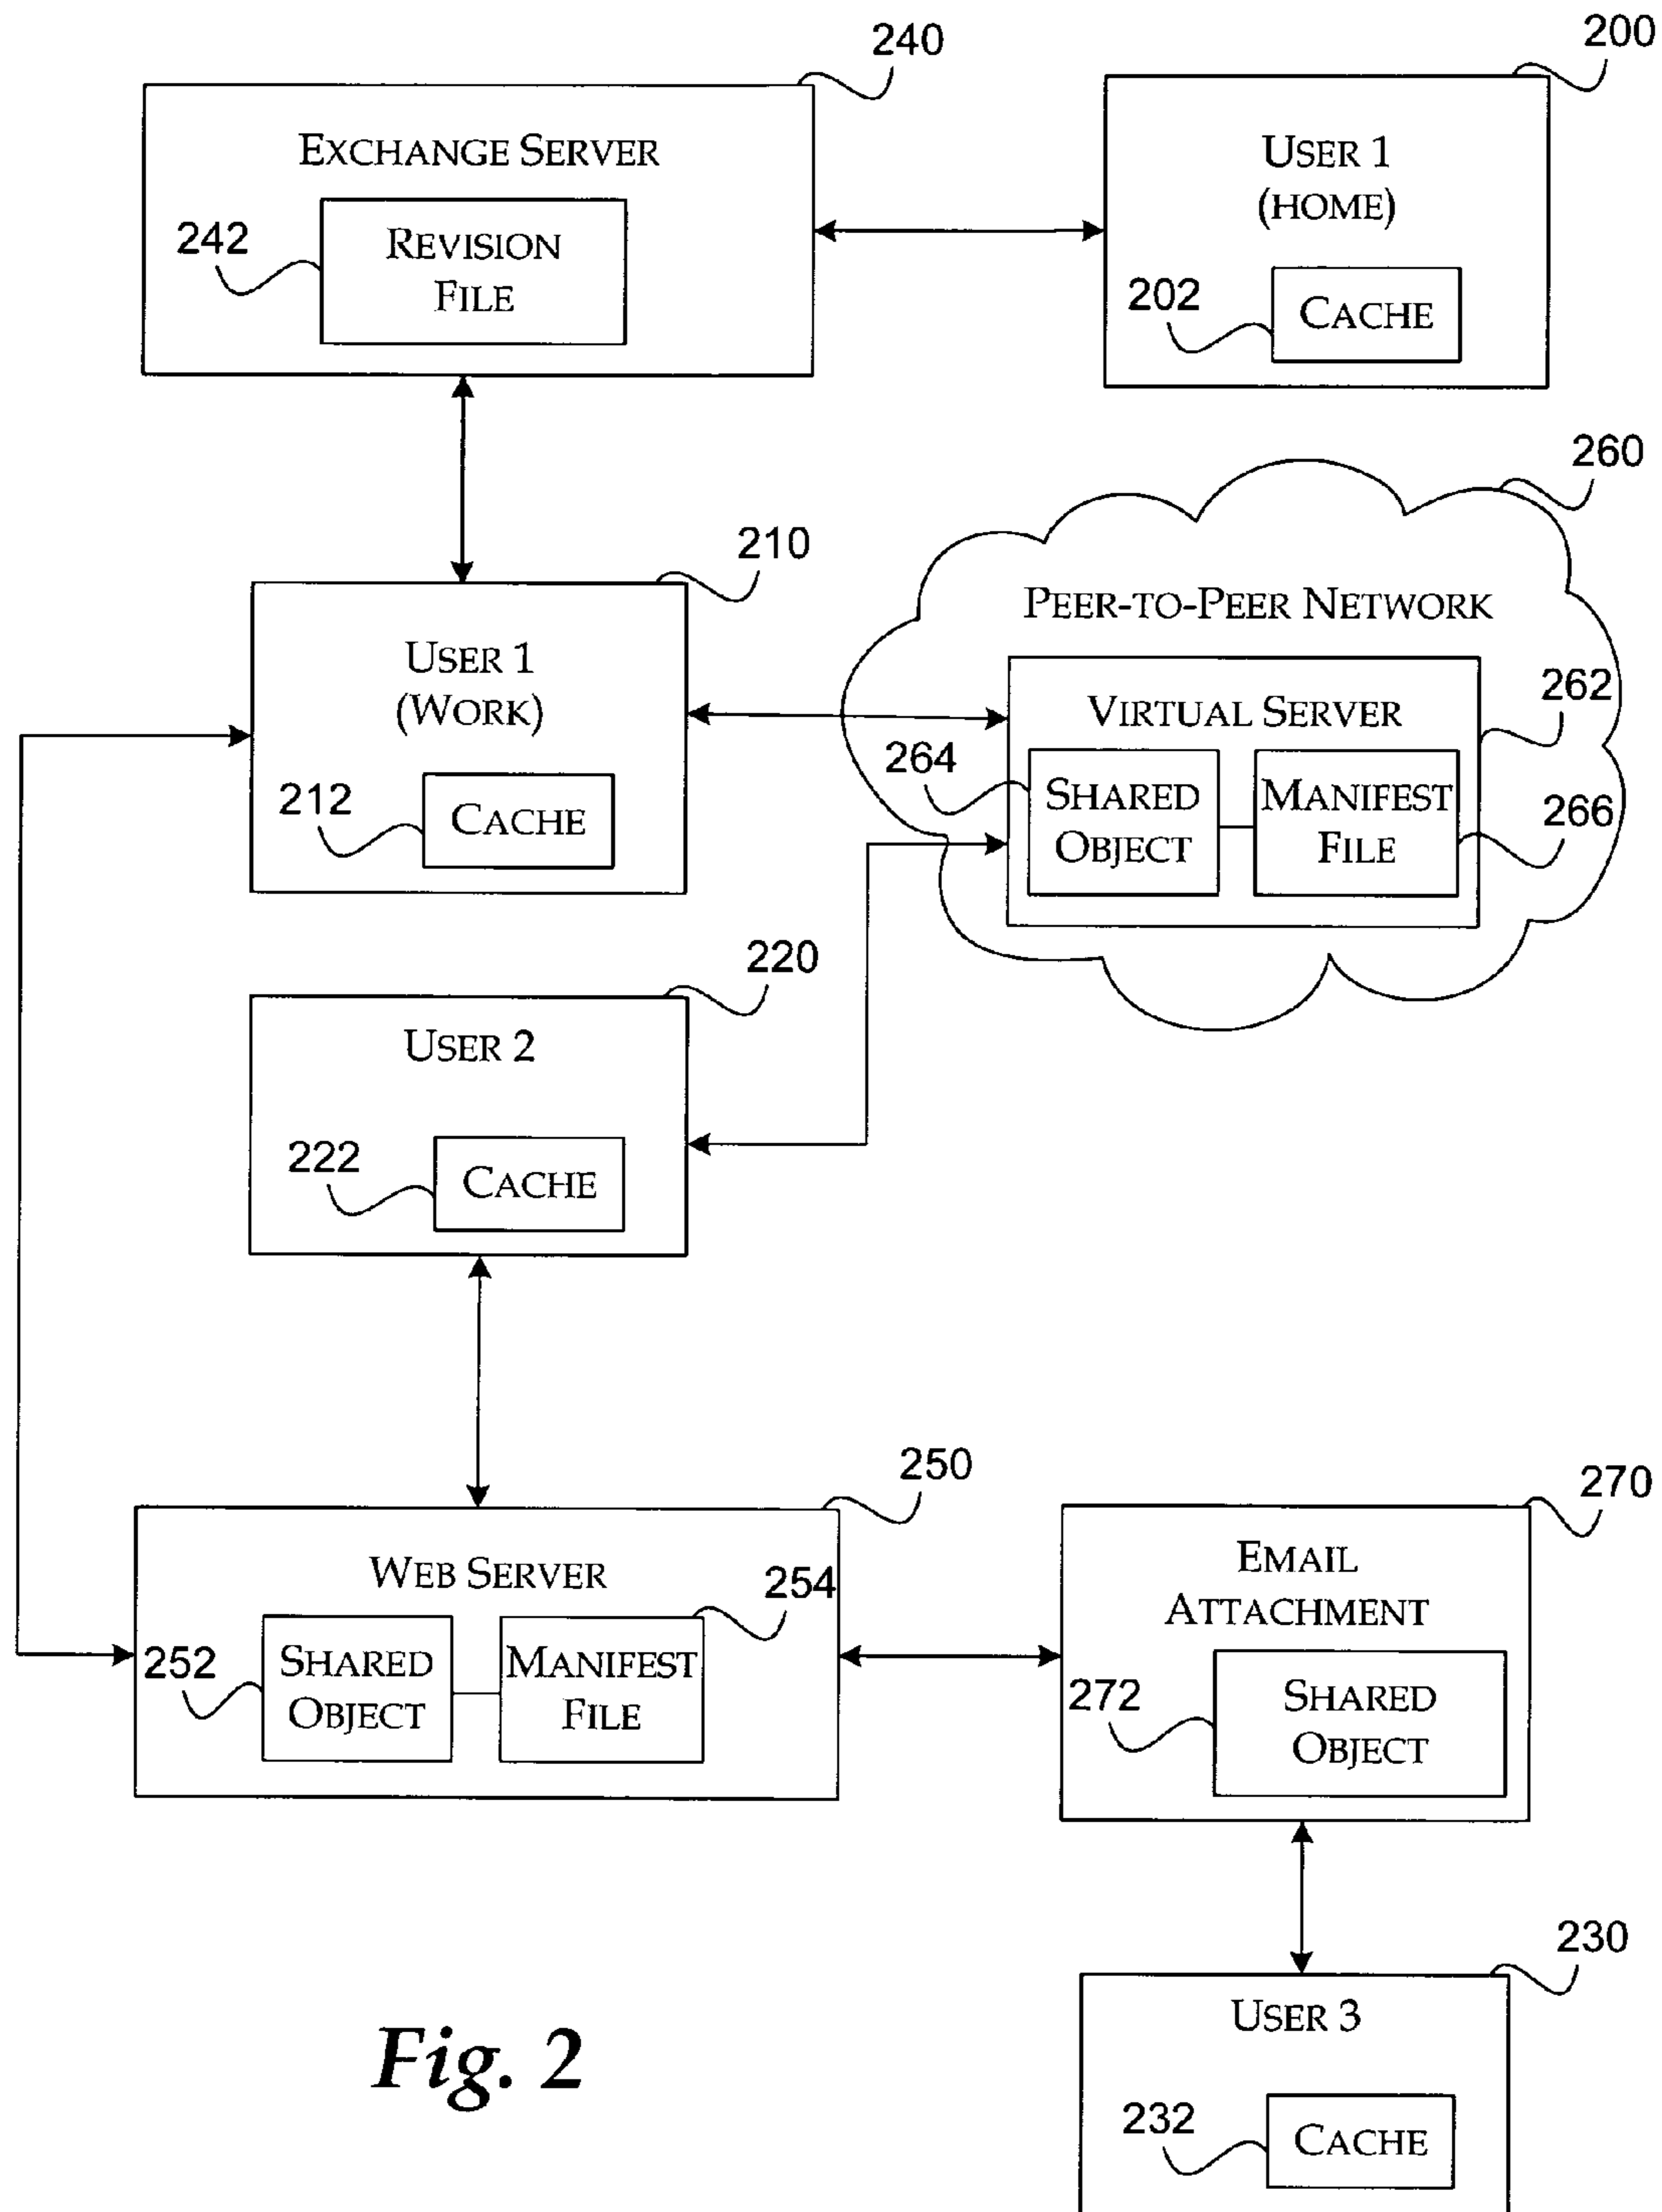 240
200
EXCHANGE SERVER
USER 1
(HOME)
242
REVISION
FILE
202
CACHE
260
210
PEER-TO-PEER NETWORK
USER 1
(WORK)
262
VIRTUAL SERVER
264
SHARED
OBJECT
MANIFEST
FILE
266
212
CACHE
220
USER 2
222
CACHE
250
270
WEB SERVER
254
EMAIL
ATTACHMENT
252
SHARED
OBJECT
MANIFEST
FILE
272
SHARED
OBJECT
230
USER 3
Fig. 2
232
CACHE